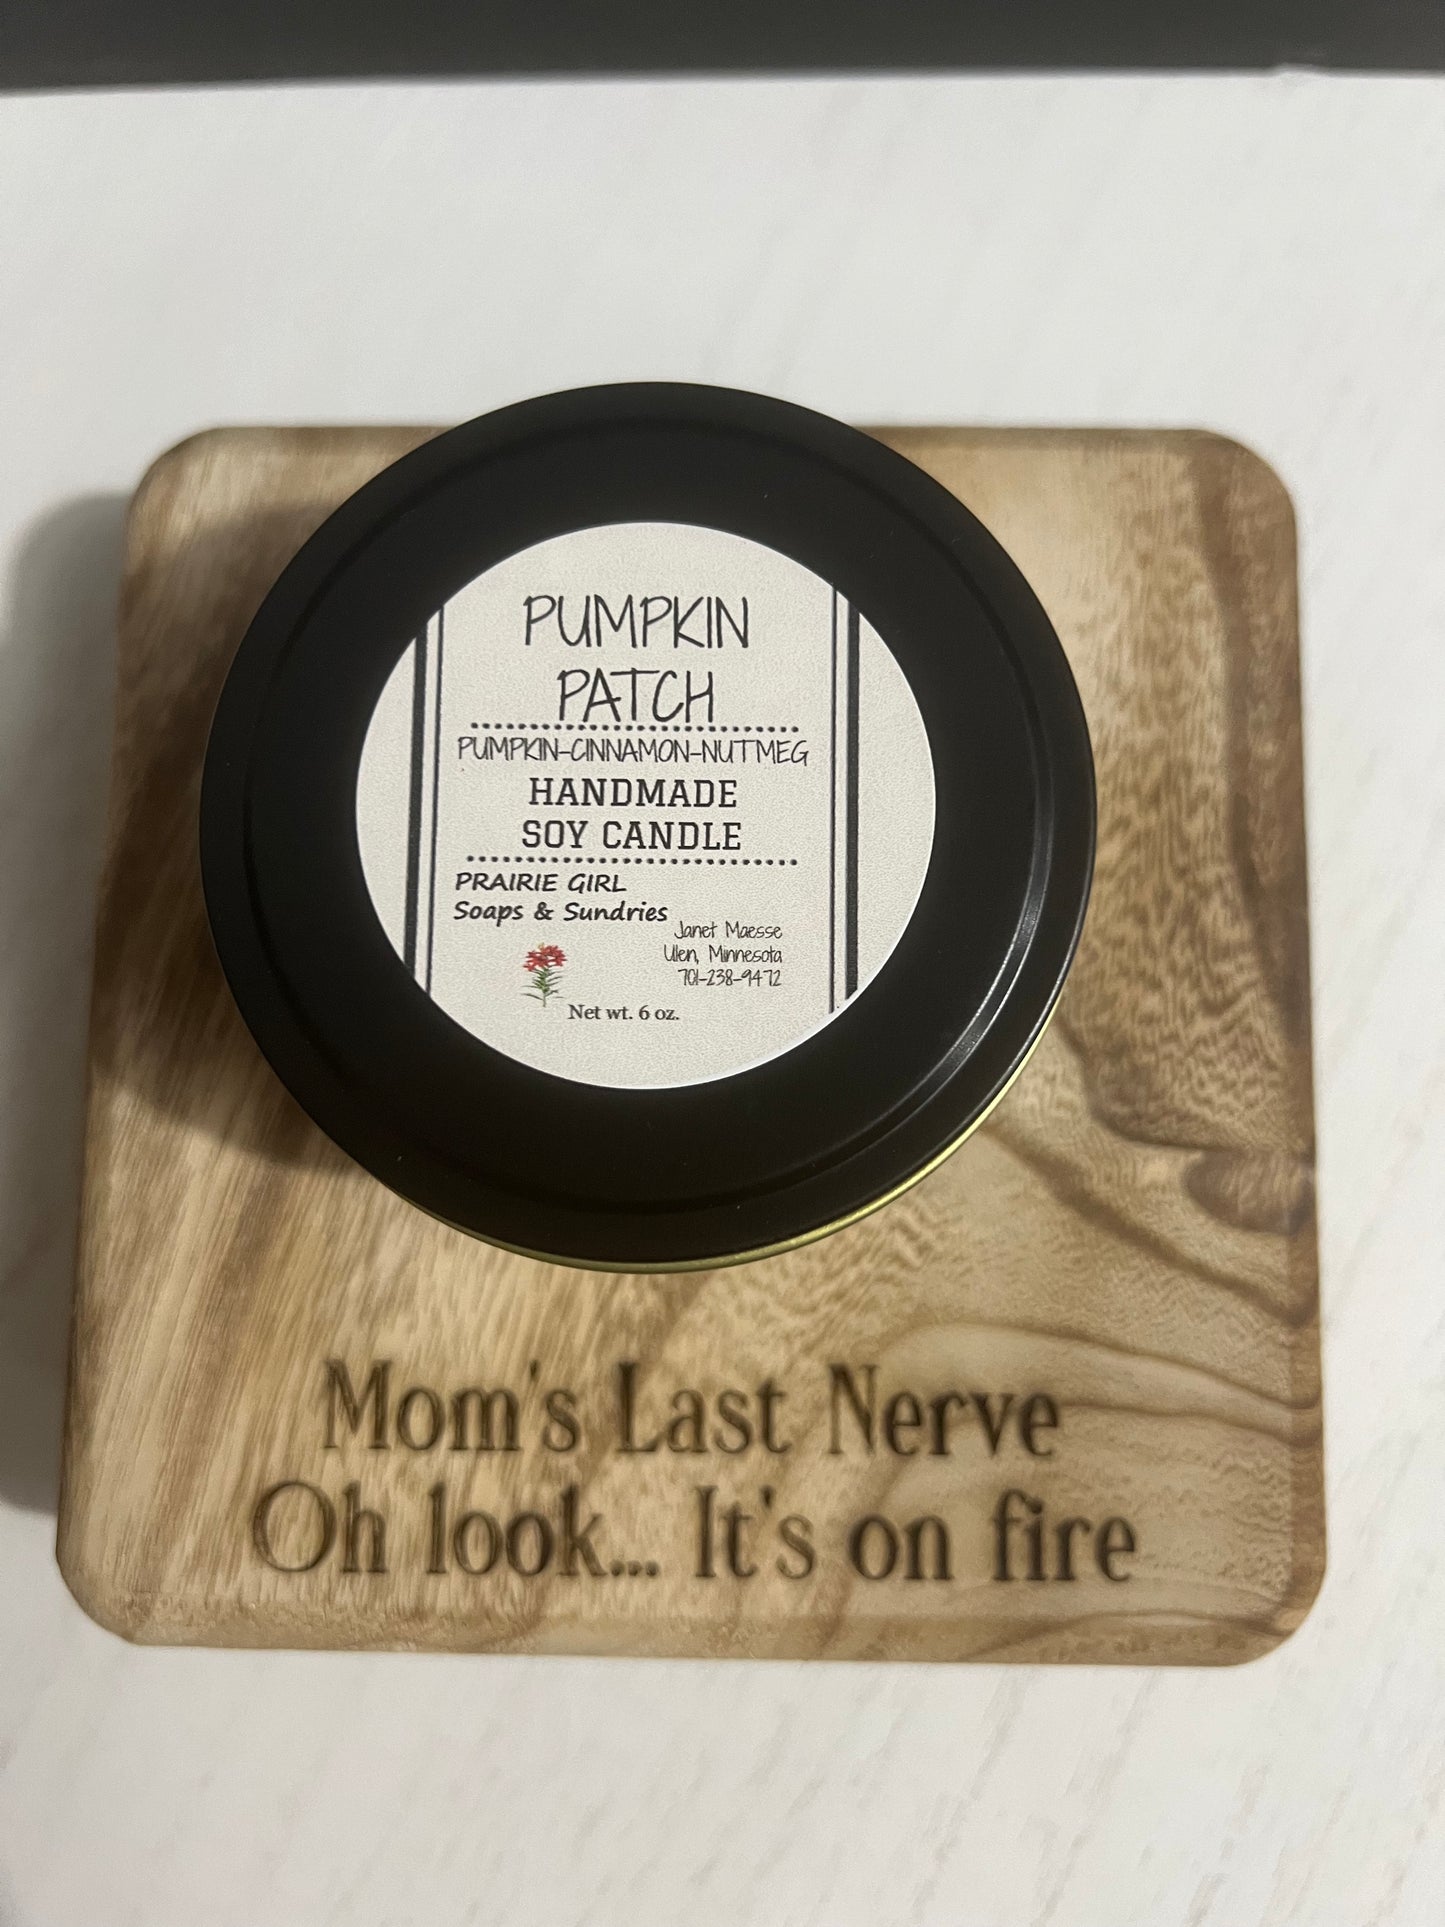 PUMPKIN
PATCH
PUMPKIN-CINNAMON-NUTMEG
HANDMADE
SOY CANDLE
PRAIRIE GIRL
Soaps & Sundries
Janet Maesse
Ulen, Minnesota
701-238-9472
Net wt. 6 oz.
Mom's Last Nerve
Oh look... It's on fire